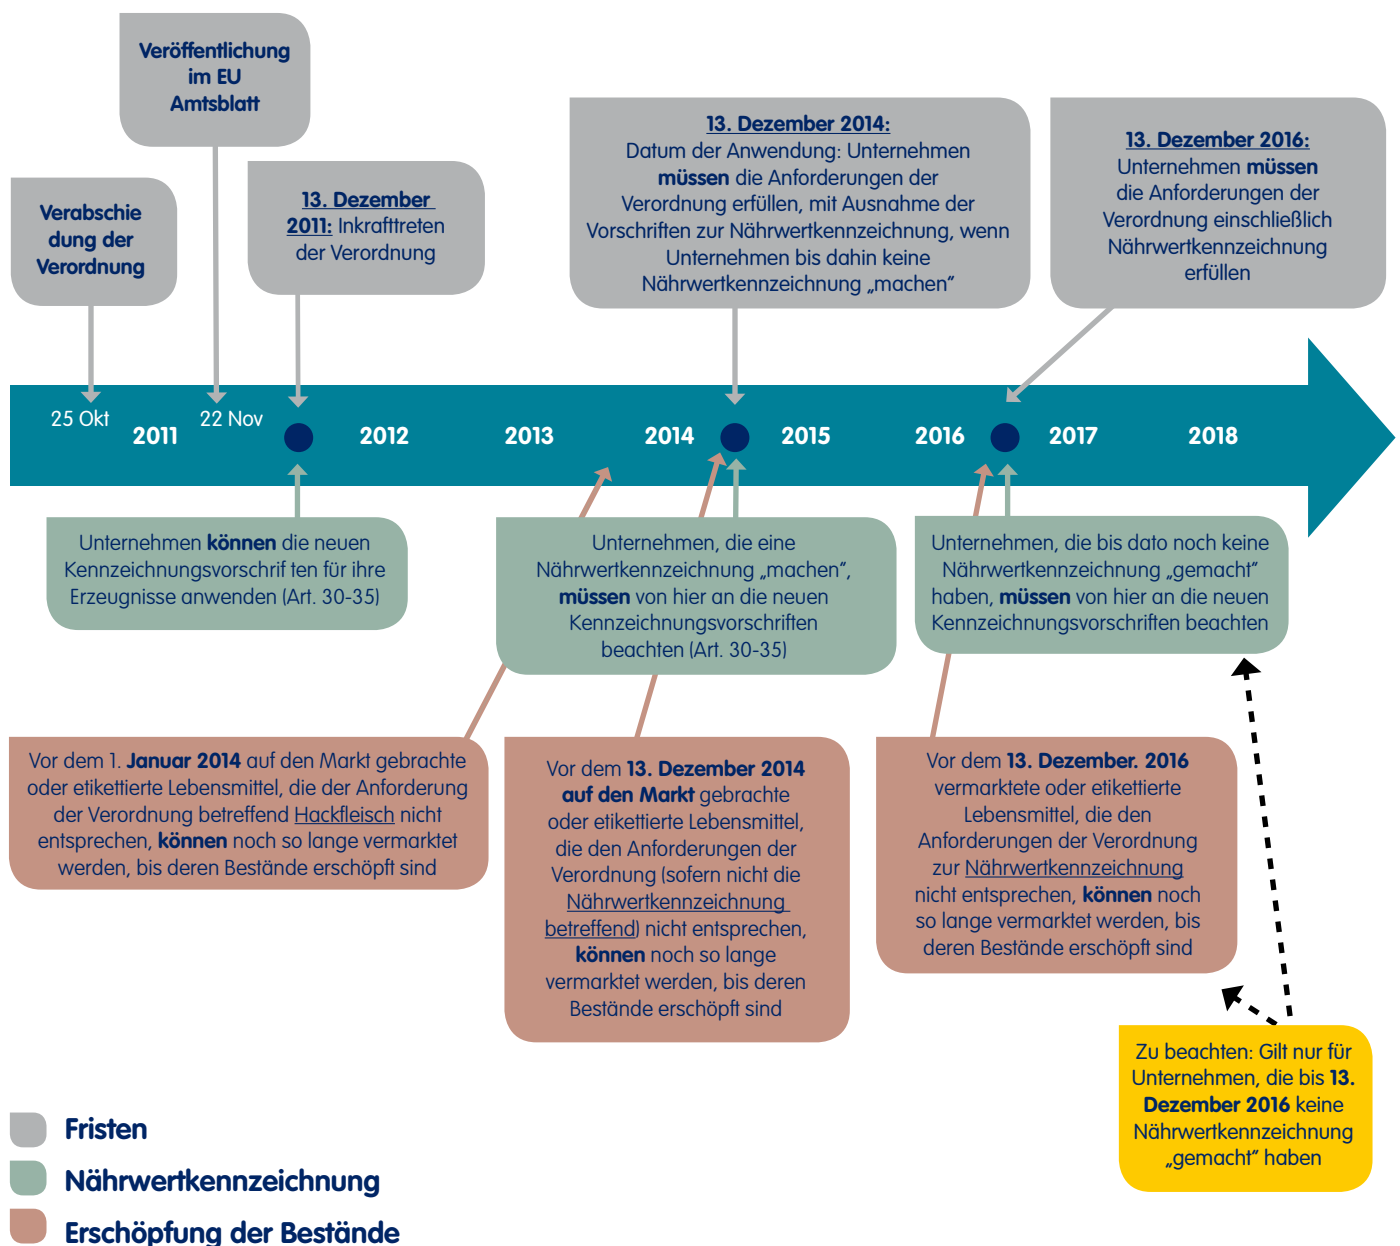 Veröffentlichung
im EU
Amtsblatt
Verabschie
dung der
Verordnung
13. Dezember
2011: Inkrafttreten
der Verordnung
13. Dezember 2014:
Datum der Anwendung: Unternehmen
müssen die Anforderungen der
Verordnung erfüllen, mit Ausnahme der
Vorschriften zur Nährwertkennzeichnung, wenn
Unternehmen bis dahin keine
Nährwertkennzeichnung „machen“
13. Dezember 2016:
Unternehmen müssen
die Anforderungen der
Verordnung einschließlich
Nährwertkennzeichnung
erfüllen
25 Okt
2011
22 Nov
2012
2013
2014
2015
2016
2017
2018
Unternehmen können die neuen
Kennzeichnungsvorschrif ten für ihre
Erzeugnisse anwenden (Art. 30-35)
Unternehmen, die eine
Nährwertkennzeichnung „machen“,
müssen von hier an die neuen
Kennzeichnungsvorschriften
beachten (Art. 30-35)
Unternehmen, die bis dato noch keine
Nährwertkennzeichnung „gemacht“
haben, müssen von hier an die neuen
Kennzeichnungsvorschriften beachten
Vor dem 1. Januar 2014 auf den Markt gebrachte
oder etikettierte Lebensmittel, die der Anforderung
der Verordnung betreffend Hackfleisch nicht
entsprechen, können noch so lange vermarktet
werden, bis deren Bestände erschöpft sind
Vor dem 13. Dezember 2014
auf den Markt gebrachte
oder etikettierte Lebensmittel,
die den Anforderungen der
Verordnung (sofern nicht die
Nährwertkennzeichnung
betreffend) nicht entsprechen,
können noch so lange
vermarktet werden, bis deren
Bestände erschöpft sind
Vor dem 13. Dezember. 2016
vermarktete oder etikettierte
Lebensmittel, die den
Anforderungen der Verordnung
zur Nährwertkennzeichnung
nicht entsprechen, können noch
so lange vermarktet werden, bis
deren Bestände erschöpft sind
Zu beachten: Gilt nur für
Unternehmen, die bis 13.
Dezember 2016 keine
Nährwertkennzeichnung
„gemacht“ haben
Fristen
Nährwertkennzeichnung
Erschöpfung der Bestände